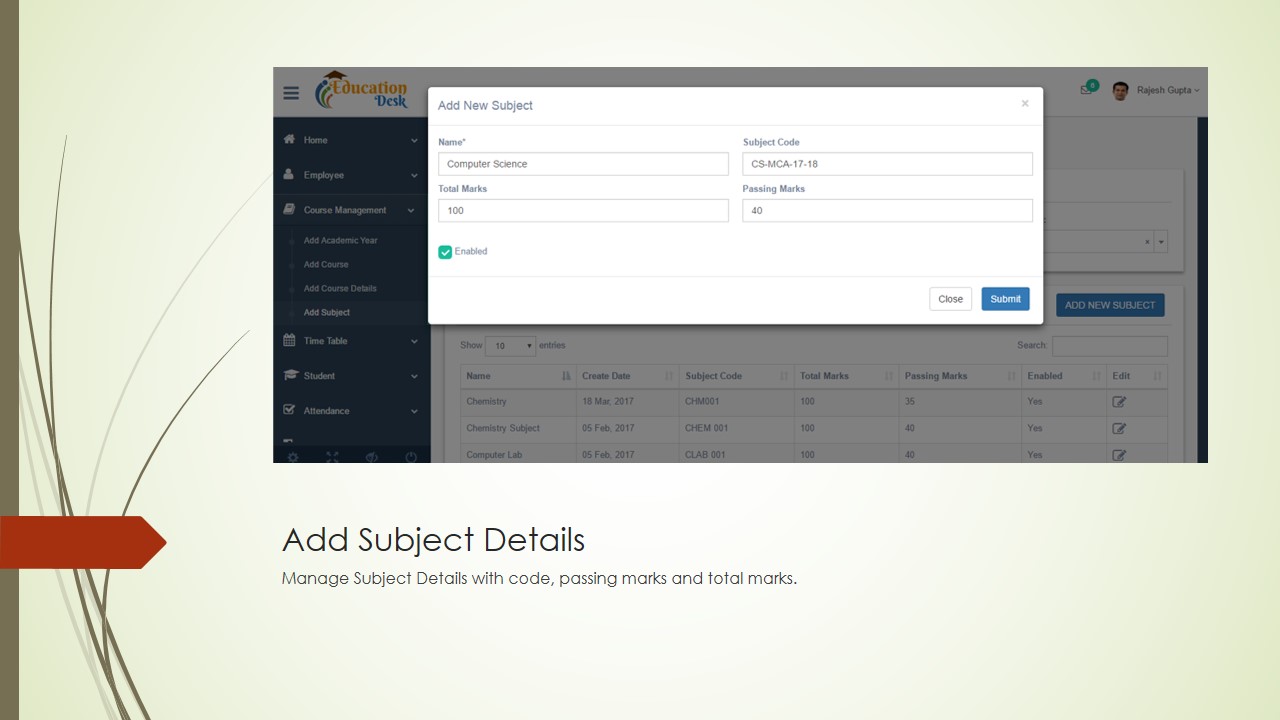 Education
Desk
6
Rajesh Gupta
Home
Employee
Course Management
Add Academic Year
Add Course
Add Course Details
Add Subject
Time Table
Student
Attendance
Add New Subject
×
Name* Subject Code
Computer Science CS-MCA-17-18
Total Marks Passing Marks
100 40
Enabled
Close Submit
ADD NEW SUBJECT
Show 10 entries Search:
Name Create Date Subject Code Total Marks Passing Marks Enabled Edit
Chemistry 18 Mar, 2017 CHM001 100 35 Yes
Chemistry Subject 05 Feb, 2017 CHEM 001 100 40 Yes
Computer Lab 05 Feb, 2017 CLAB 001 100 40 Yes
Add Subject Details
Manage Subject Details with code, passing marks and total marks.